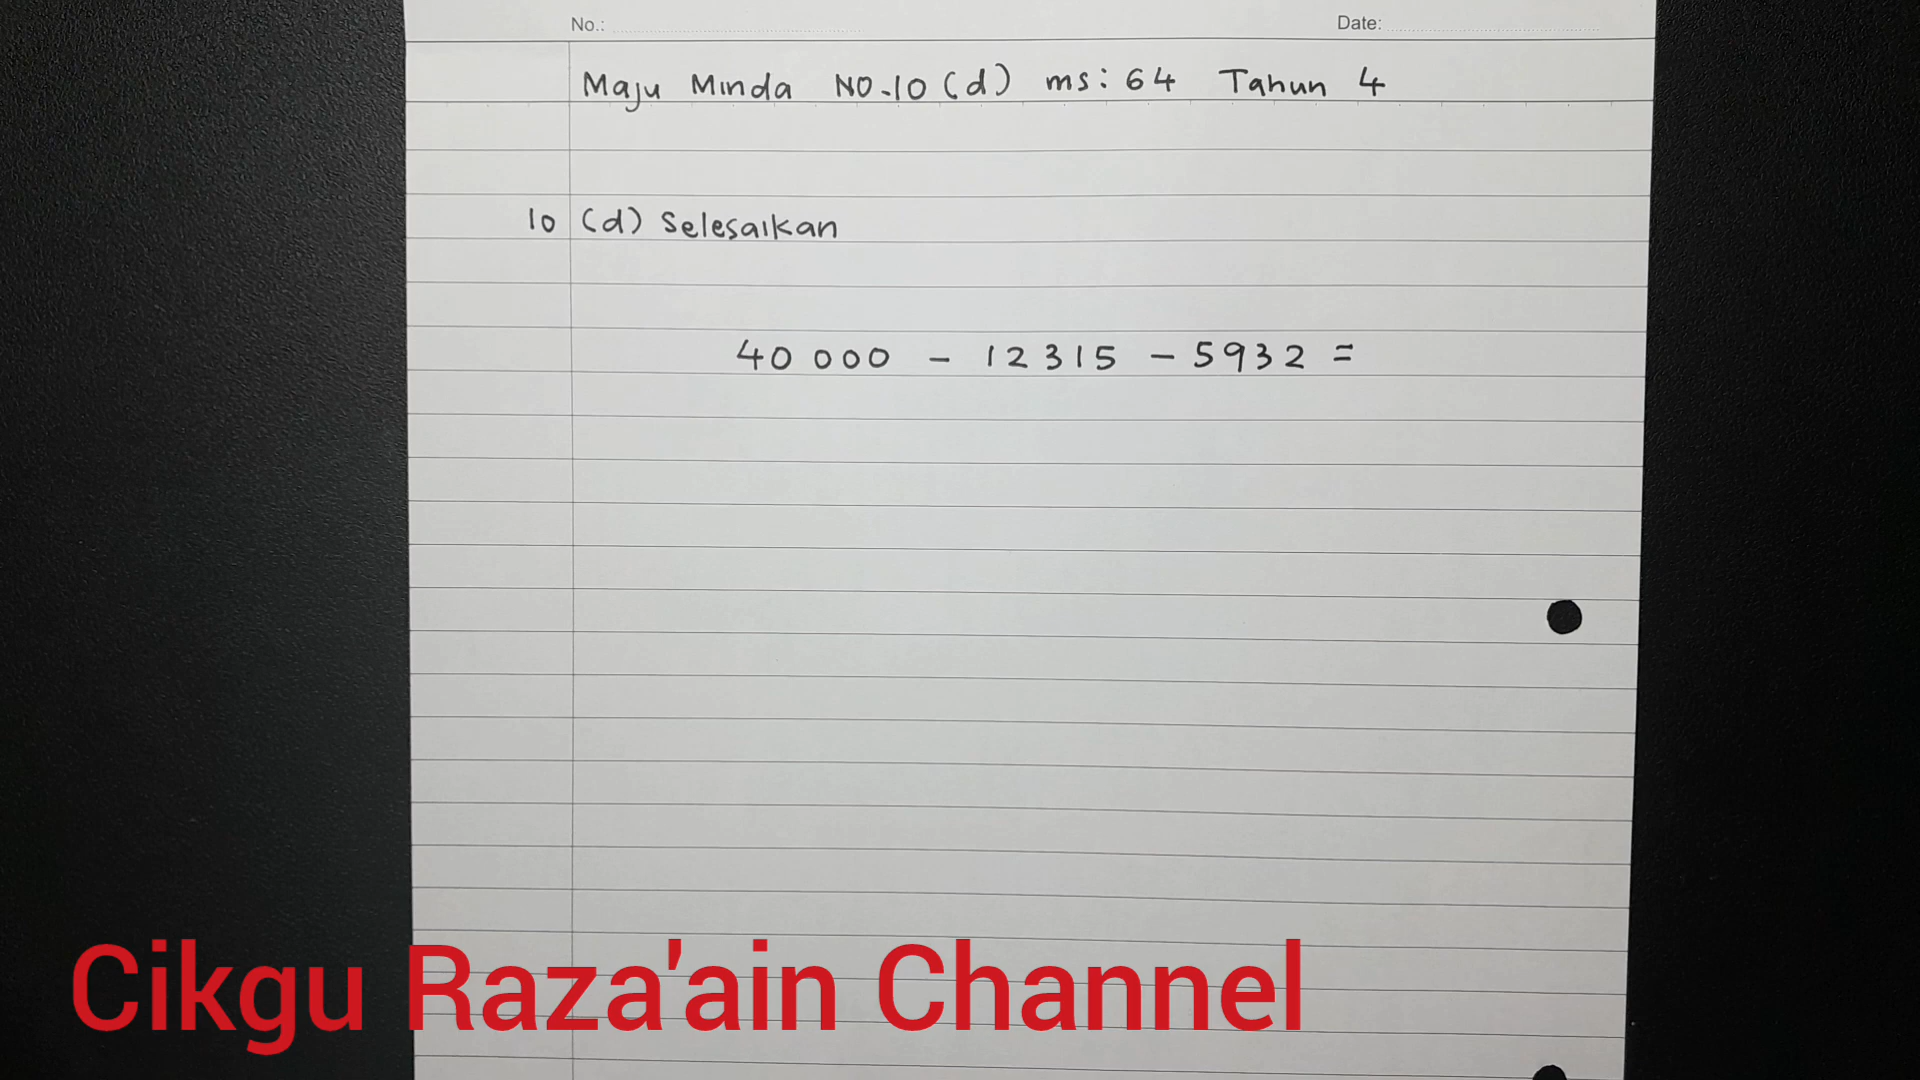 No.: Date:
Maju Minda NO.10 (d) ms: 64 Tahun 4
10 (d) Selesaikan
40 000 - 12 315 - 5932 =
Cikgu Raza'ain Channel